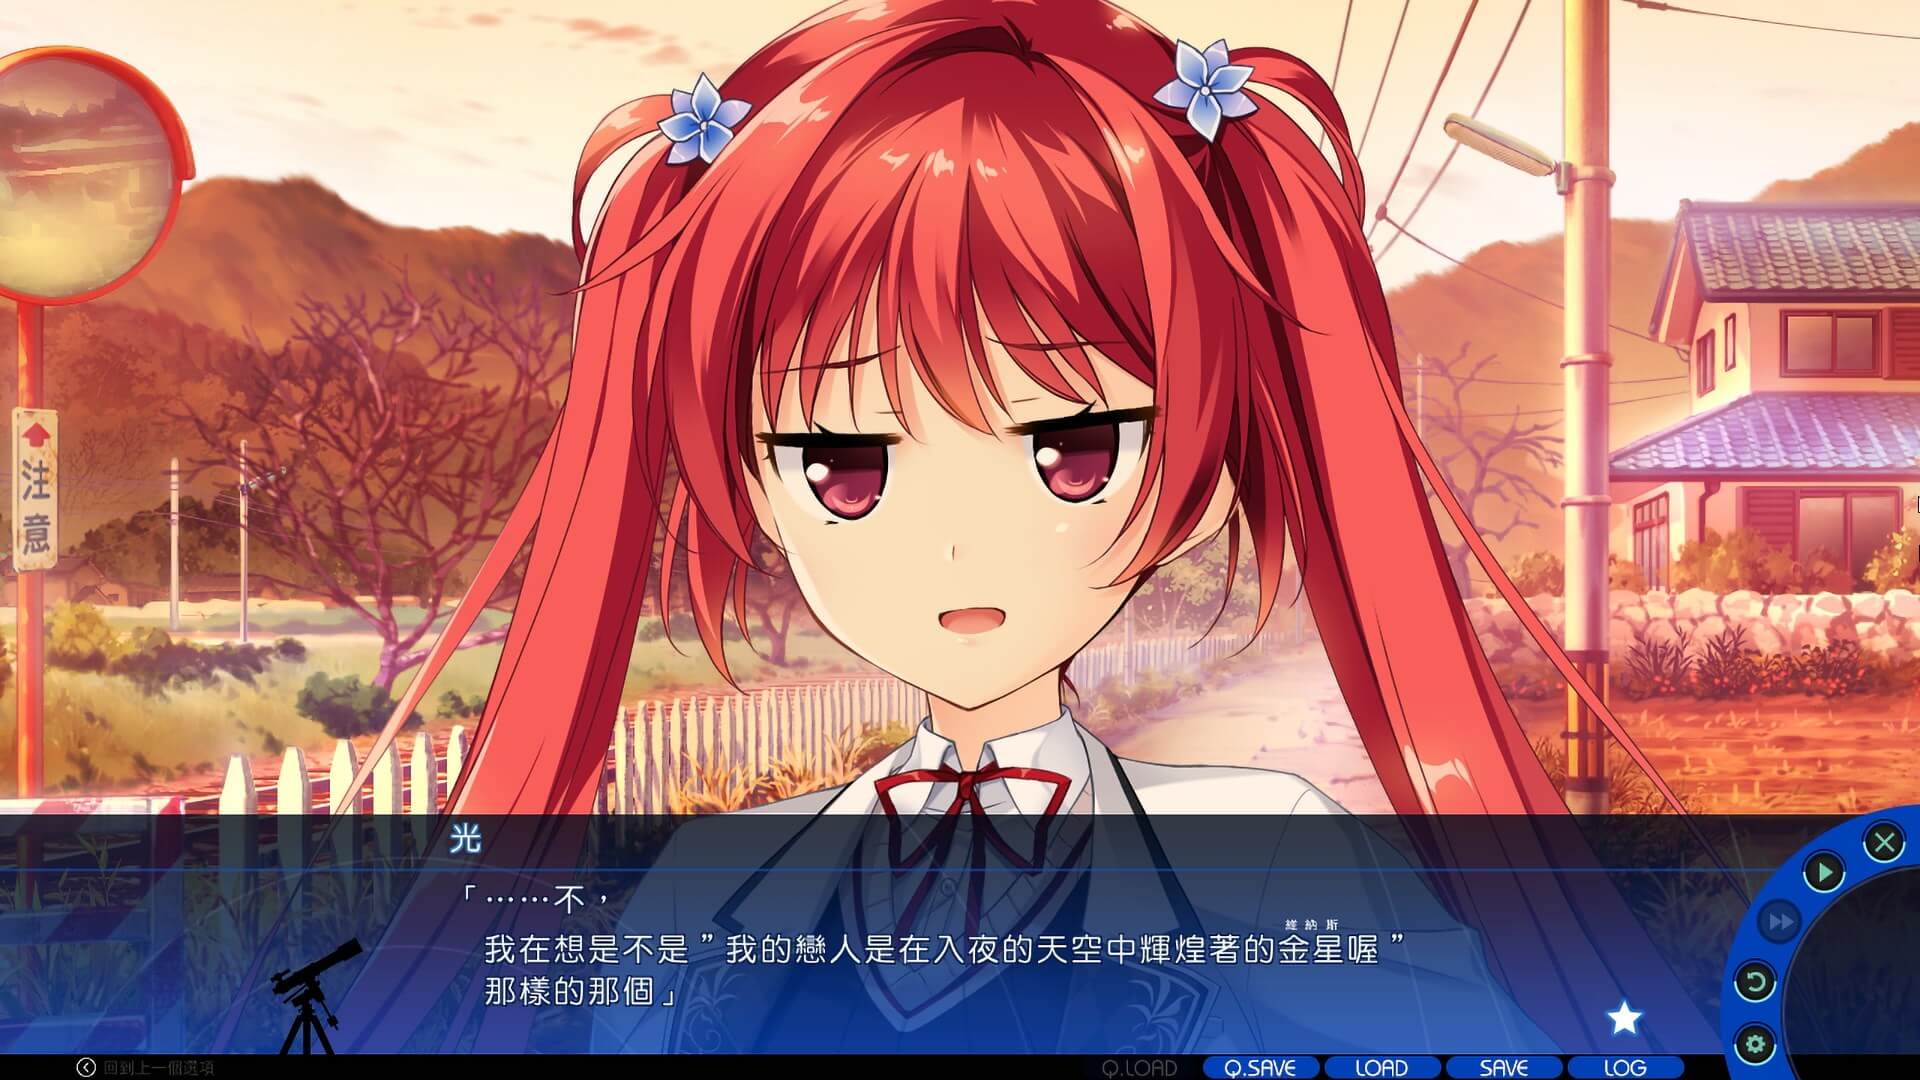 注意
光
「……不，
維納斯
我在想是不是”我的戀人是在入夜的天空中輝煌著的金星喔”
那樣的那個」
回到上一個選項
Q.LOAD
Q.SAVE
LOAD
SAVE
LOG